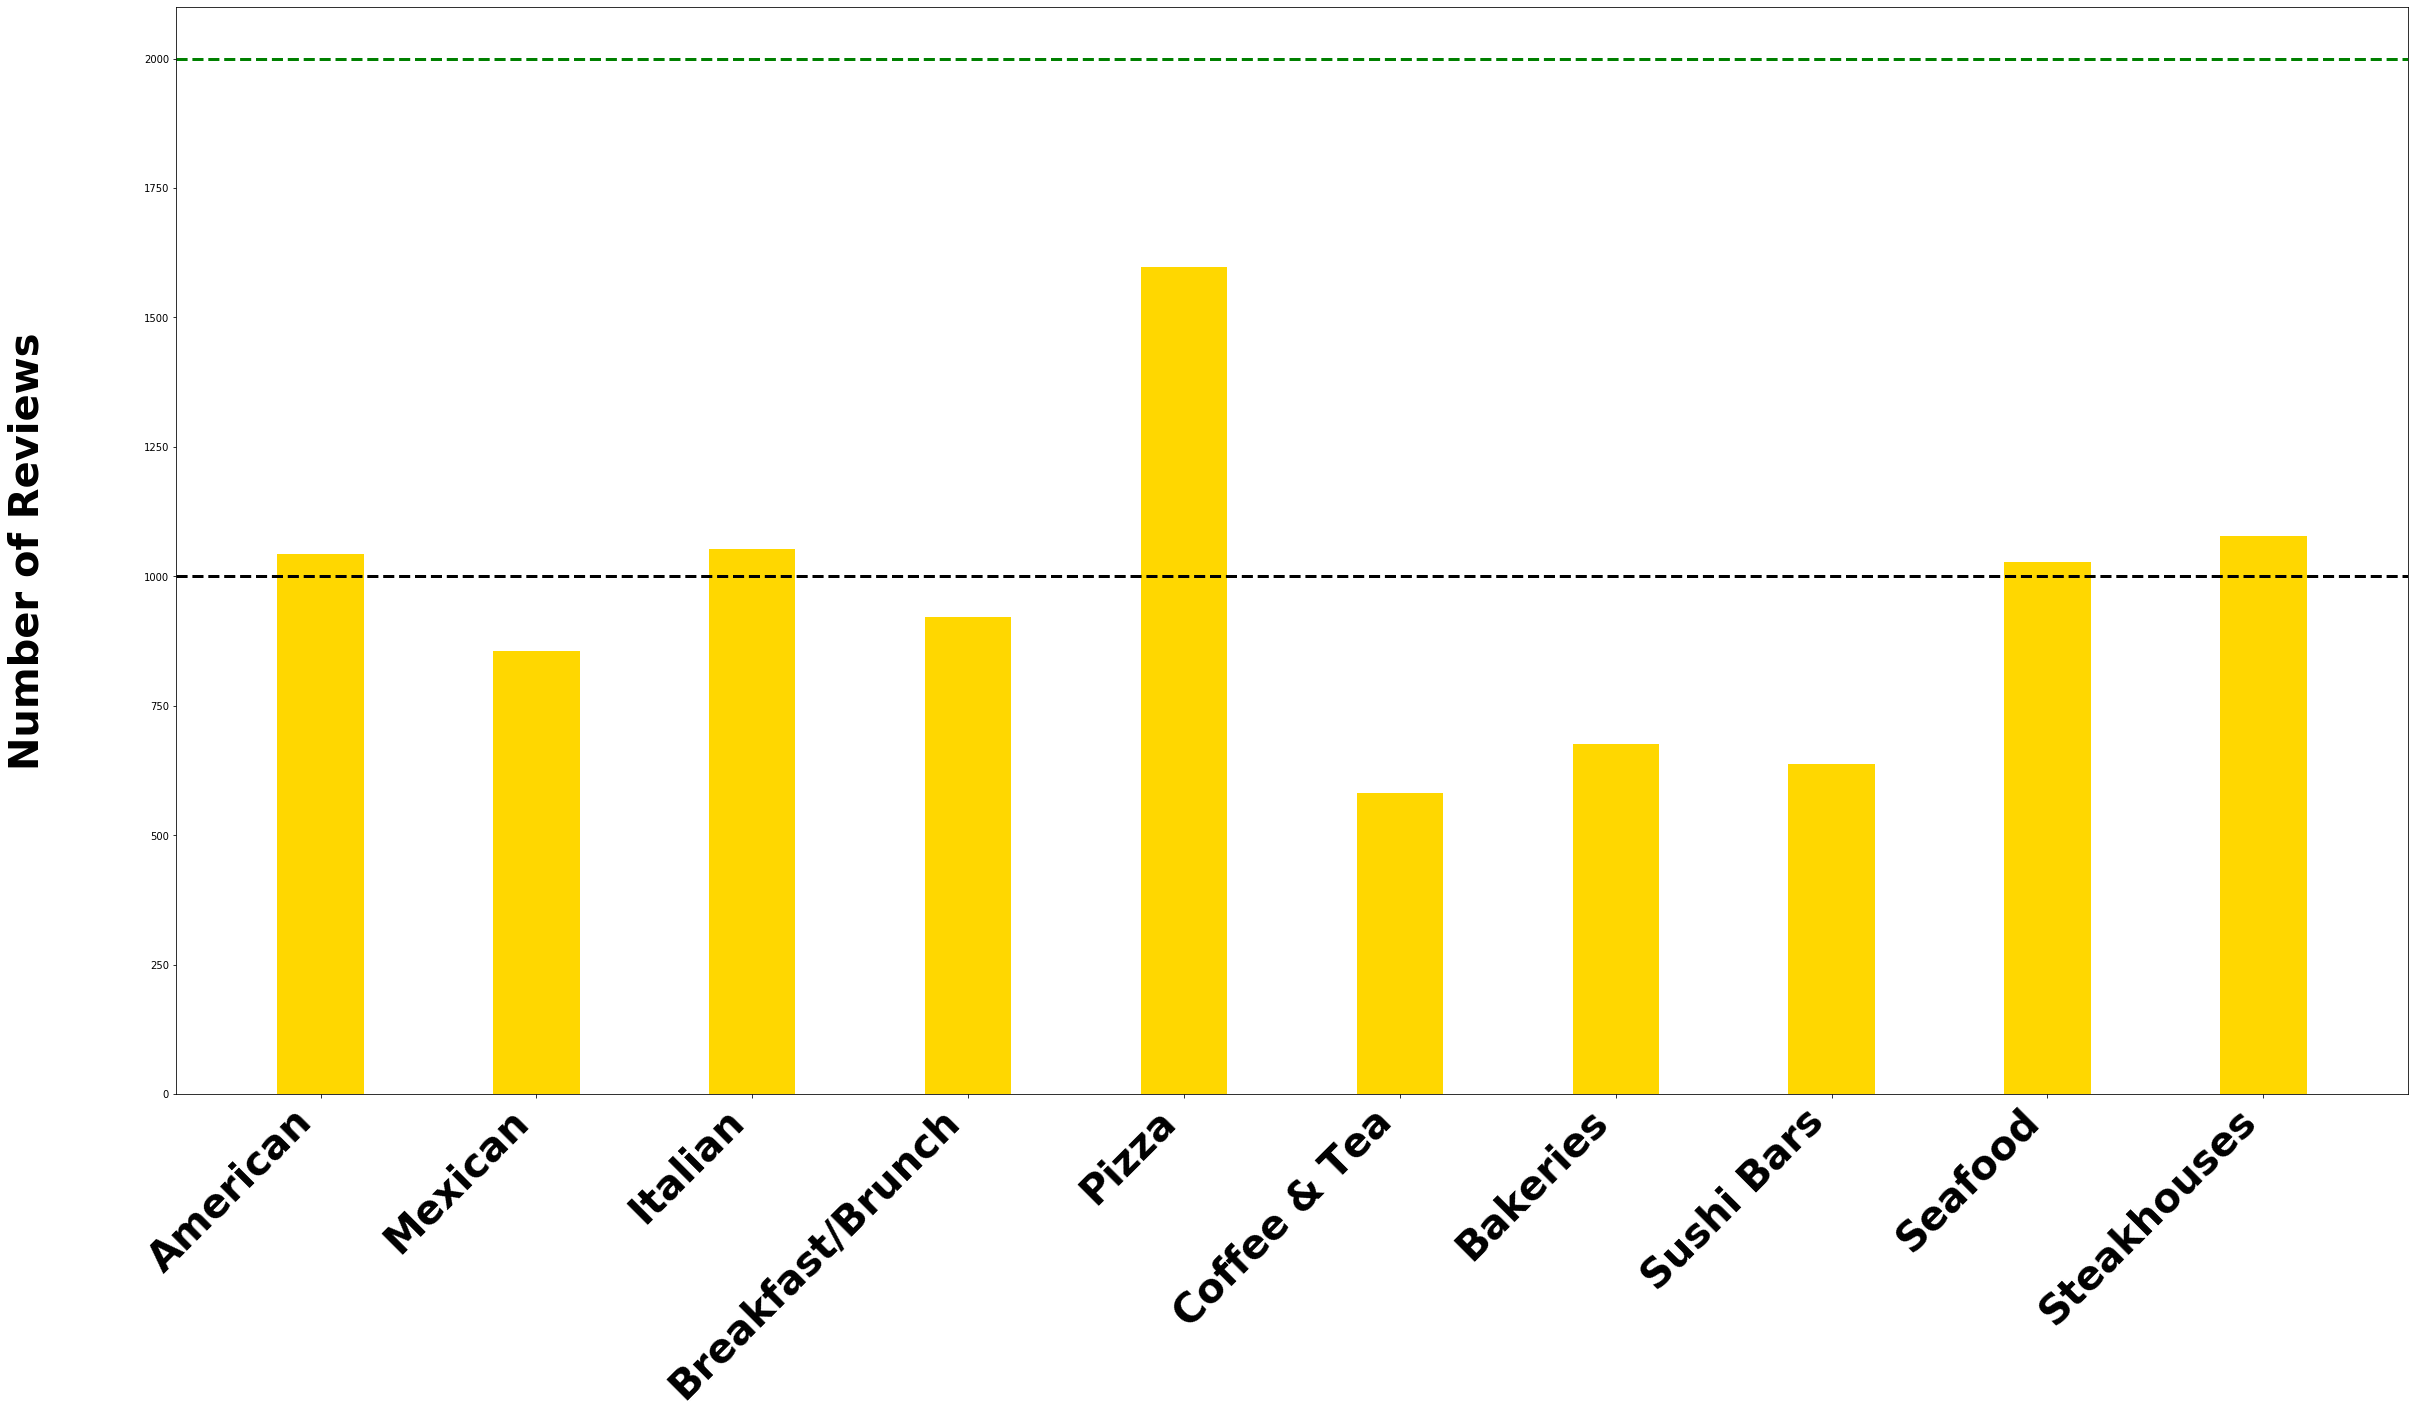 Number of Reviews
2000
1750
1500
1250
1000
750
500
250
0
American
Mexican
Italian
Breakfast/Brunch
Pizza
Coffee & Tea
Bakeries
Sushi Bars
Seafood
Steakhouses